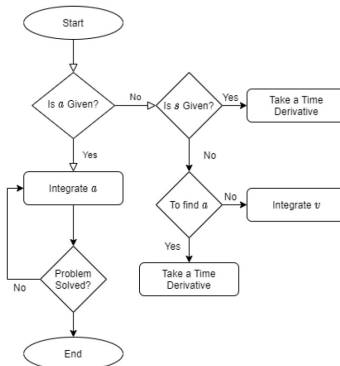 Start
Is a Given?
No
Is s Given?
Yes
Take a Time
Derivative
Yes
No
Integrate a
To find a
No
Integrate v
Yes
Problem
Solved?
No
Take a Time
Derivative
End